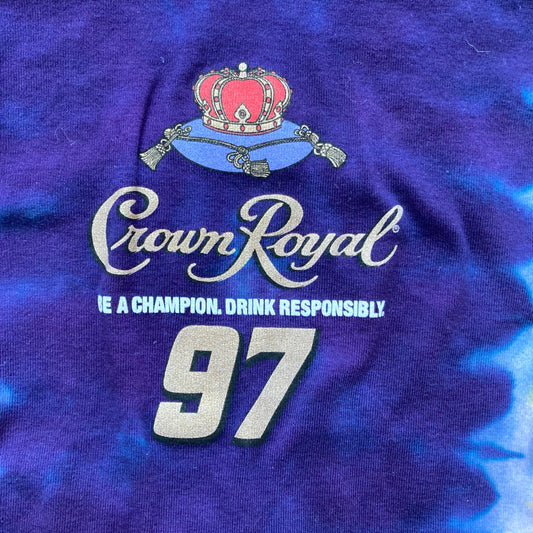 Crown Royal®
E A CHAMPION. DRINK RESPONSIBLY.
97